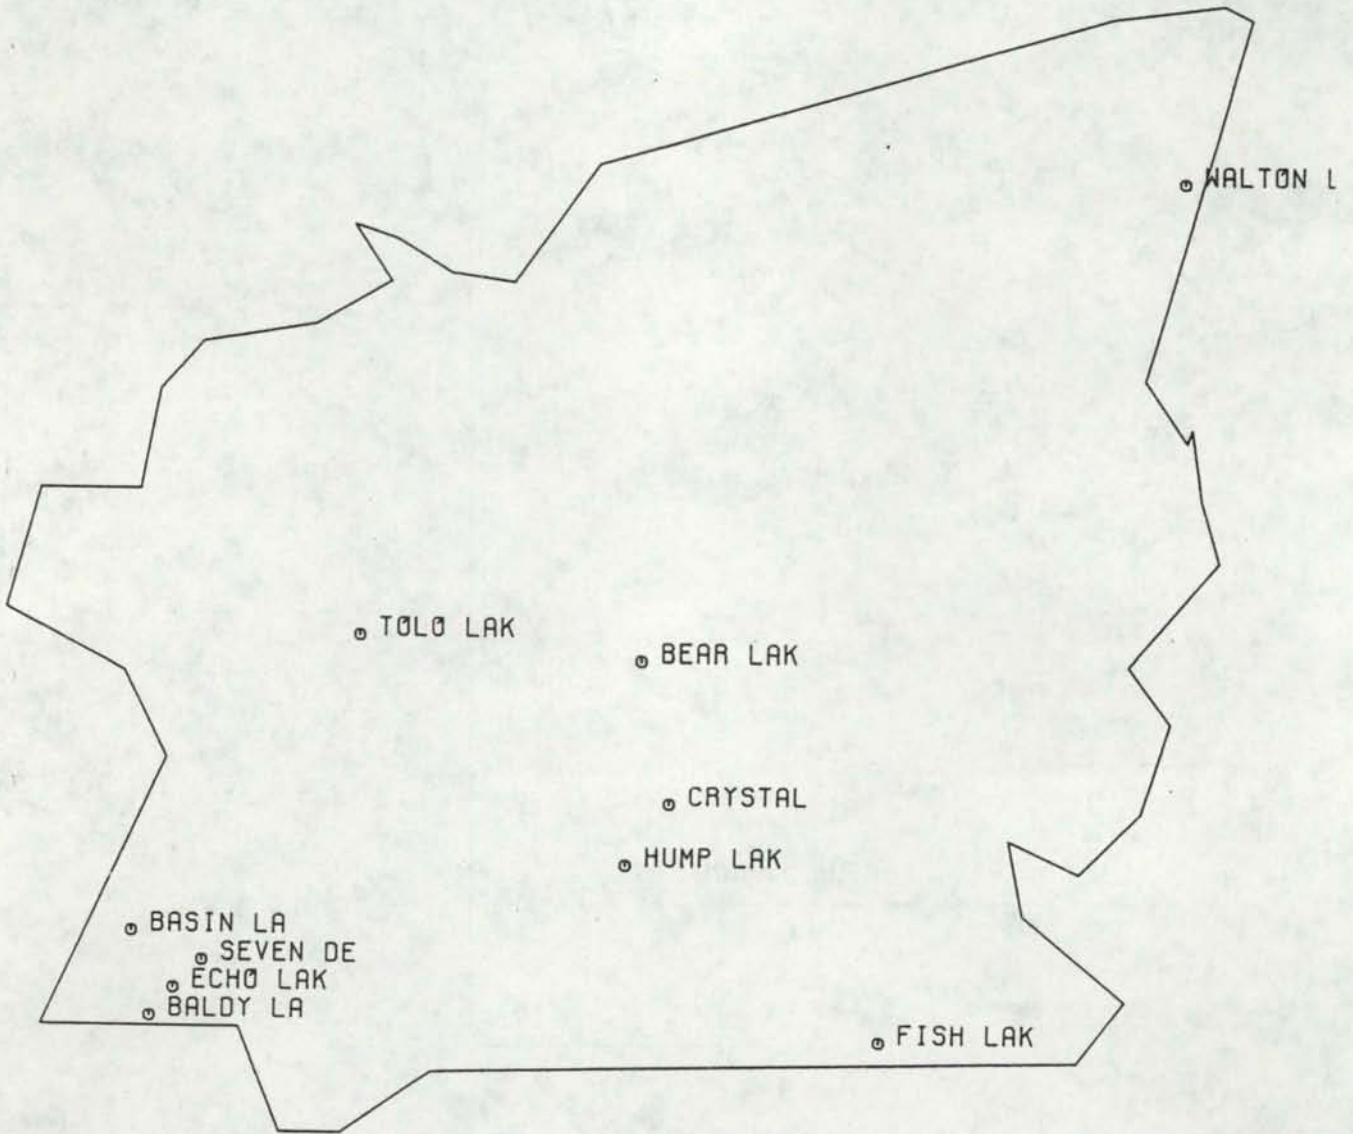 WALTON L
TOLO LAK
BEAR LAK
CRYSTAL
HUMP LAK
BASIN LA
SEVEN DE
ECHO LAK
BALDY LA
FISH LAK